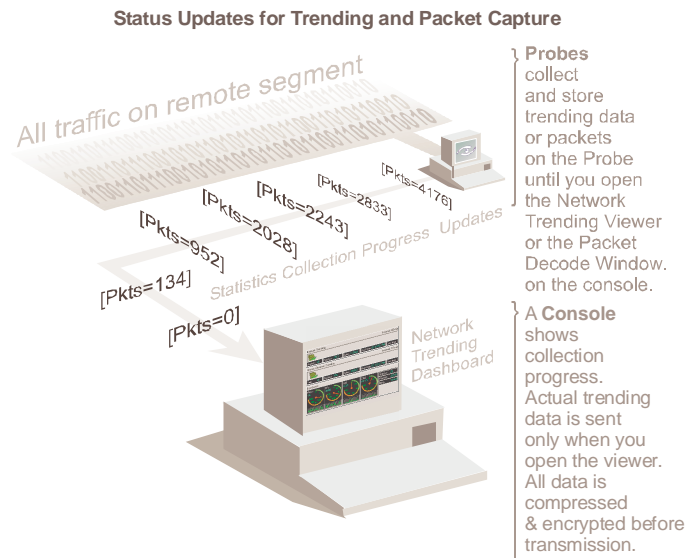 Status Updates for Trending and Packet Capture
All traffic on remote segment
[Pkts=4176]
[Pkts=2833]
[Pkts=2243]
[Pkts=2028]
[Pkts=952]
[Pkts=134]
[Pkts=0]
Statistics Collection Progress Updates
Probes
collect
and store
trending data
or packets
on the Probe
until you open
the Network
Trending Viewer
or the Packet
Decode Window.
on the console.
Network
Trending
Dashboard
A Console
shows
collection
progress.
Actual trending
data is sent
only when you
open the viewer.
All data is
compressed
& encrypted before
transmission.